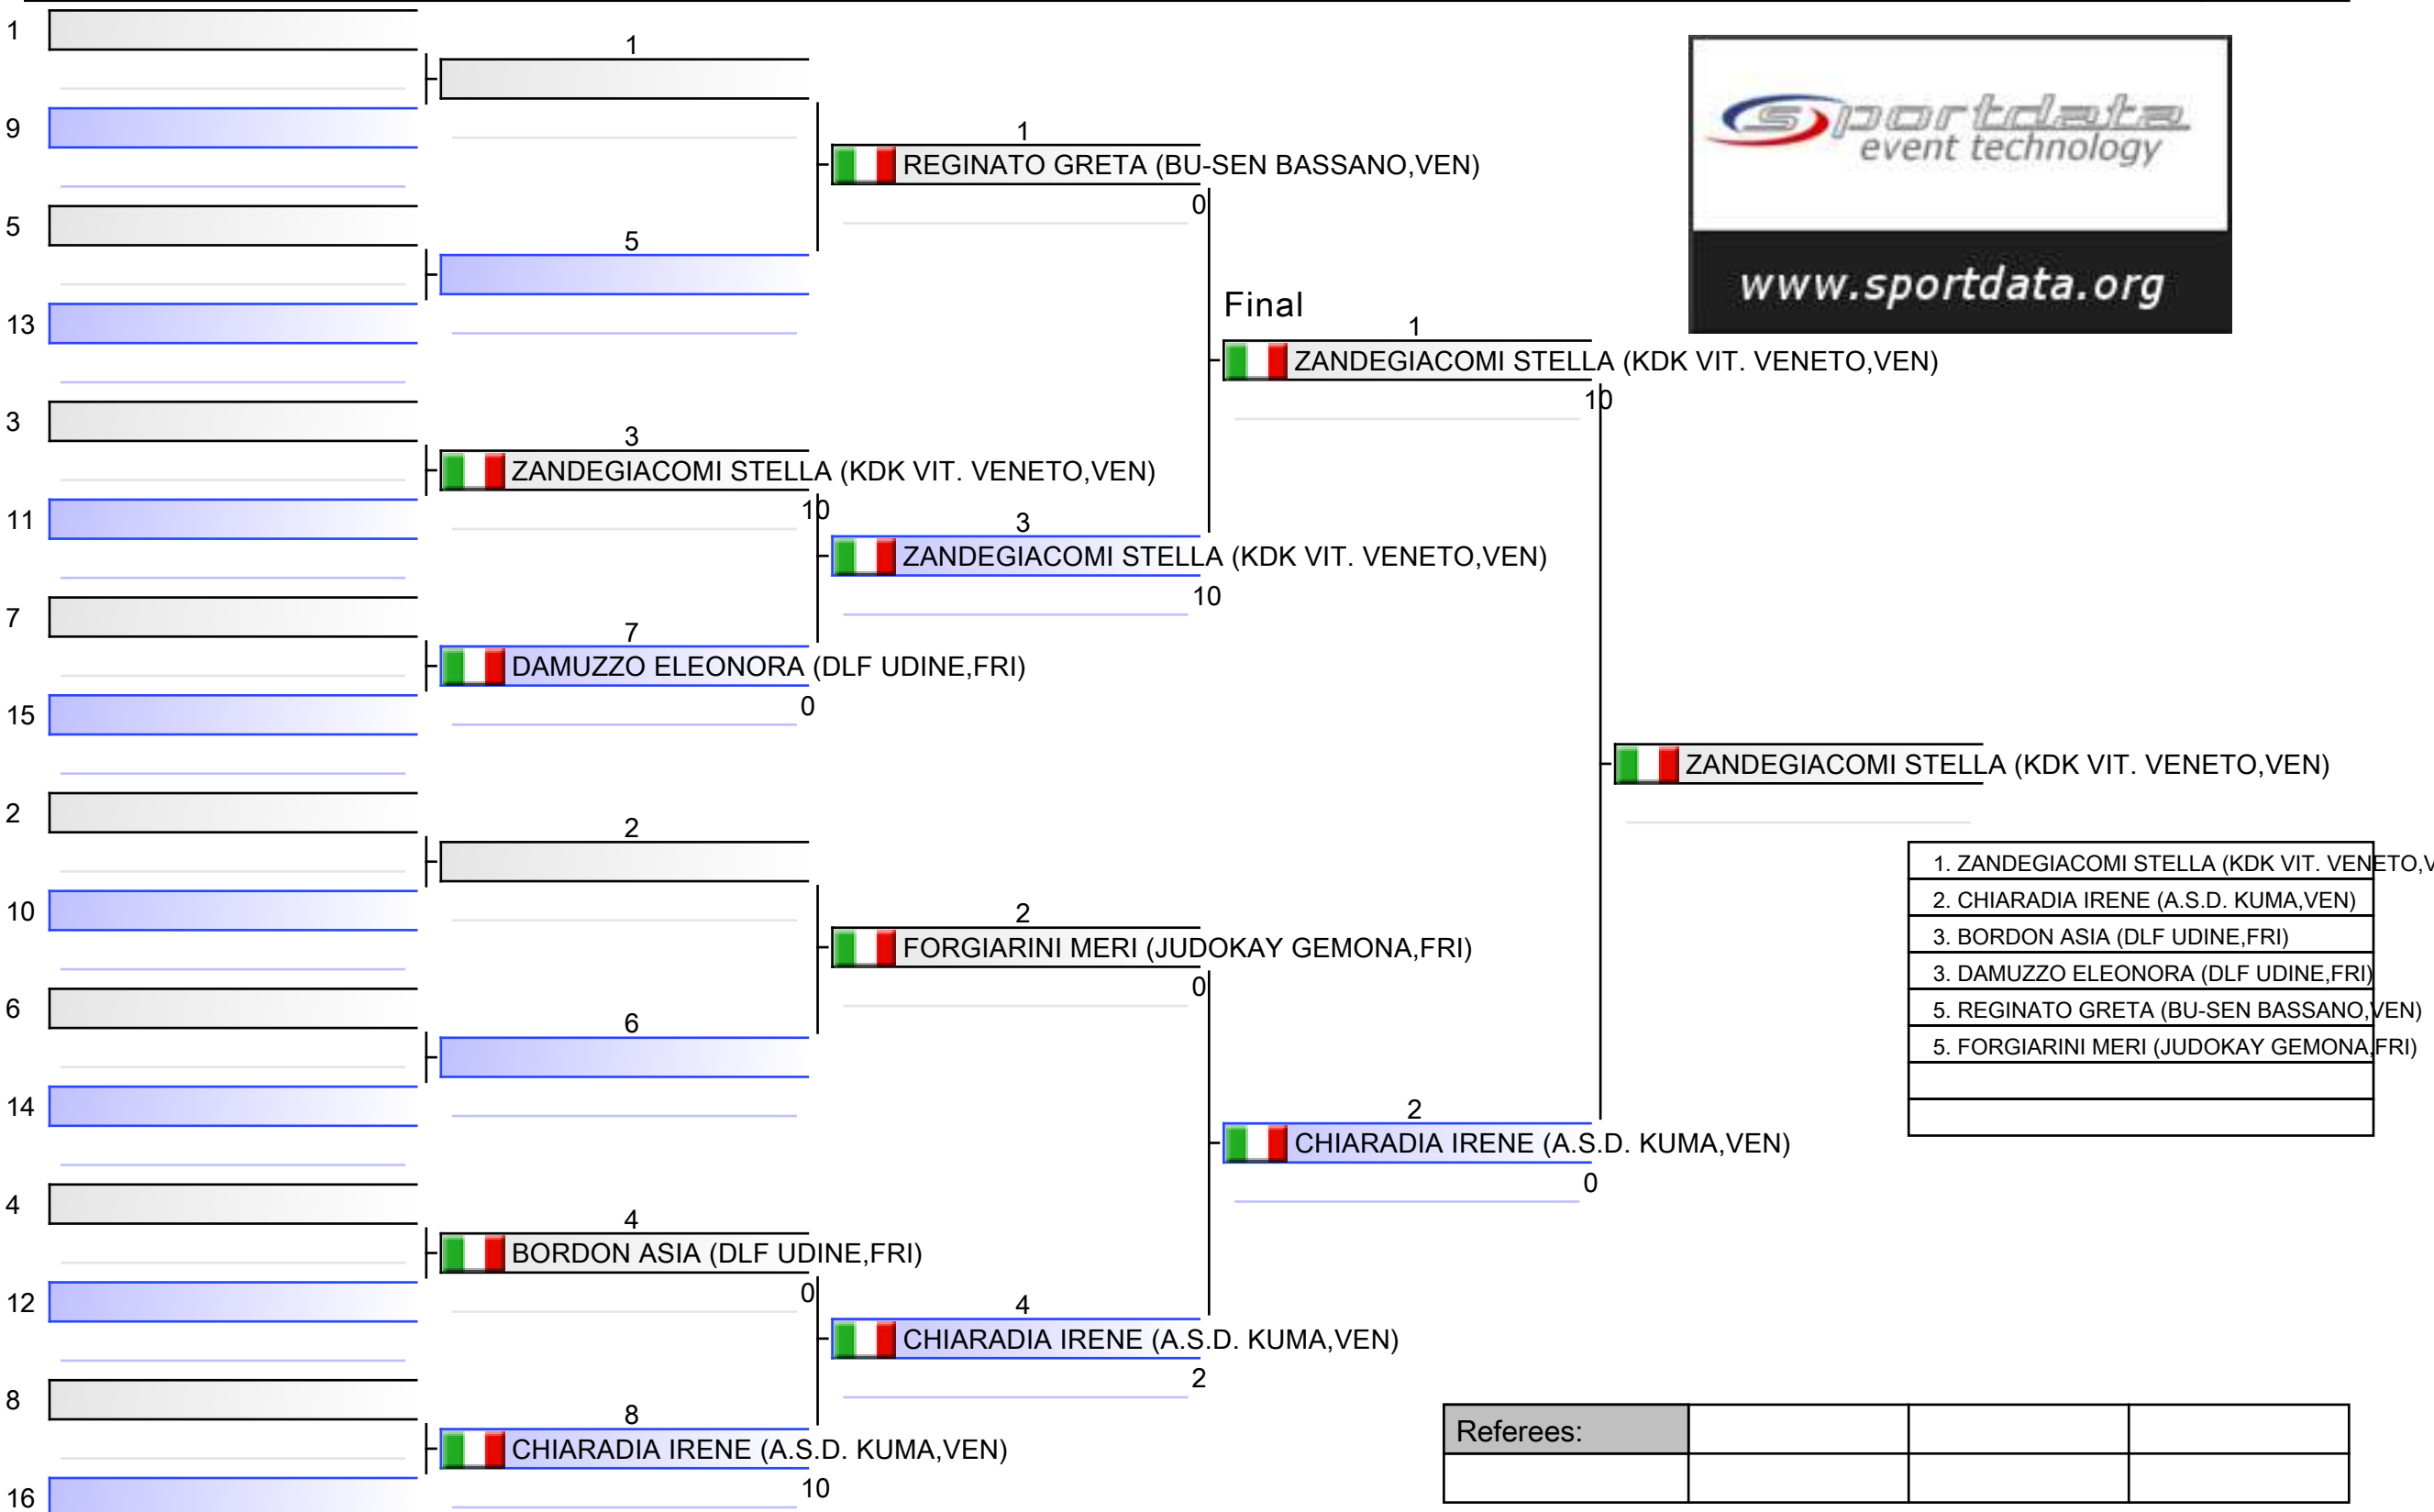 1
1
9
1
REGINATO GRETA (BU-SEN BASSANO,VEN)
0
5
5
13
sportdata
event technology
www.sportdata.org
Final
1
ZANDEGIACOMI STELLA (KDK VIT. VENETO,VEN)
10
3
3
ZANDEGIACOMI STELLA (KDK VIT. VENETO,VEN)
10
11
3
ZANDEGIACOMI STELLA (KDK VIT. VENETO,VEN)
10
7
7
DAMUZZO ELEONORA (DLF UDINE,FRI)
0
15
ZANDEGIACOMI STELLA (KDK VIT. VENETO,VEN)
2
2
10
2
FORGIARINI MERI (JUDOKAY GEMONA,FRI)
0
6
6
14
1. ZANDEGIACOMI STELLA (KDK VIT. VENETO,V
2. CHIARADIA IRENE (A.S.D. KUMA,VEN)
3. BORDON ASIA (DLF UDINE,FRI)
3. DAMUZZO ELEONORA (DLF UDINE,FRI)
5. REGINATO GRETA (BU-SEN BASSANO,VEN)
5. FORGIARINI MERI (JUDOKAY GEMONA,FRI)
2
CHIARADIA IRENE (A.S.D. KUMA,VEN)
0
4
4
BORDON ASIA (DLF UDINE,FRI)
0
12
4
CHIARADIA IRENE (A.S.D. KUMA,VEN)
2
8
8
CHIARADIA IRENE (A.S.D. KUMA,VEN)
10
16
Referees: